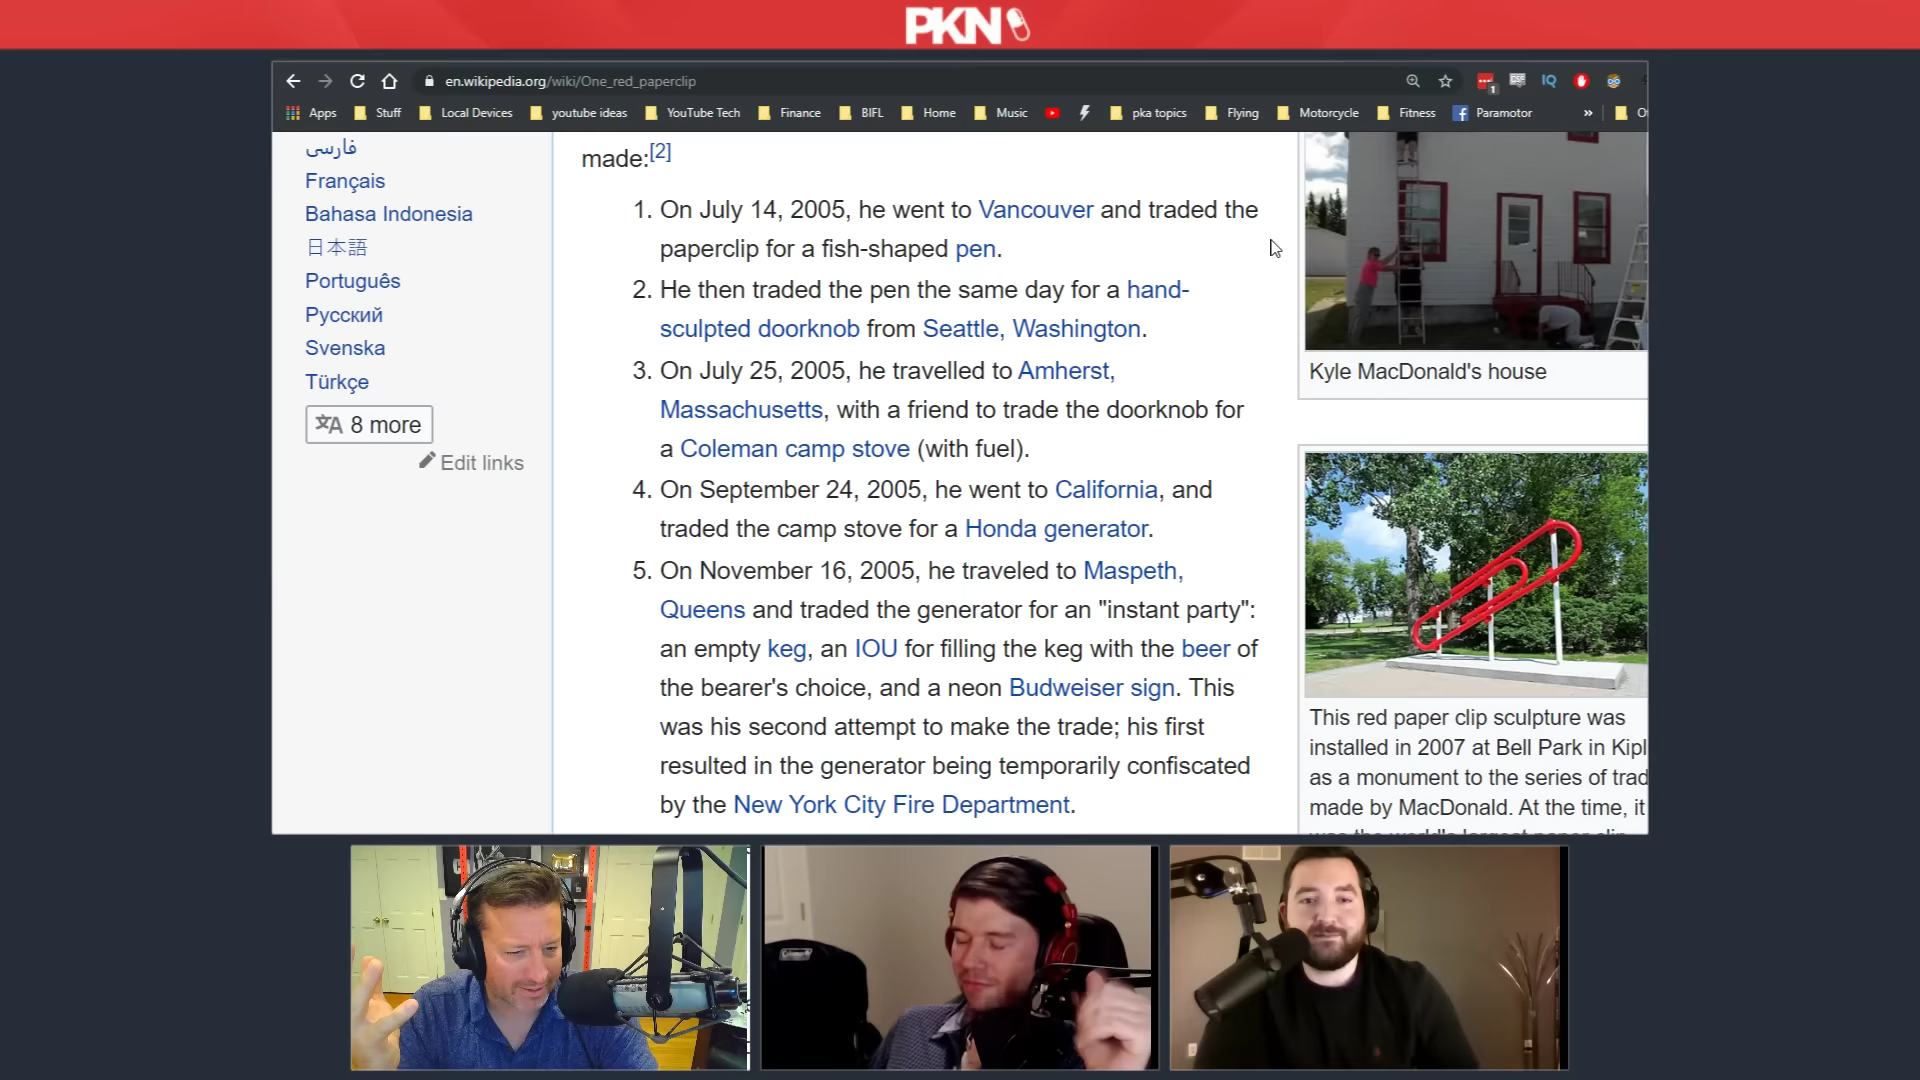 PKN
en.wikipedia.org/wiki/One_red_paperclip
1
IQ
Apps
Stuff
Local Devices
youtube ideas
YouTube Tech
Finance
BIFL
Home
Music
pka topics
Flying
Motorcycle
Fitness
Paramotor
»
فارسی
Français
Bahasa Indonesia
日本語
Português
Русский
Svenska
Türkçe
8 more
Edit links
made:[2]
1. On July 14, 2005, he went to Vancouver and traded the
paperclip for a fish-shaped pen.
2. He then traded the pen the same day for a hand-
sculpted doorknob from Seattle, Washington.
3. On July 25, 2005, he travelled to Amherst,
Massachusetts, with a friend to trade the doorknob for
a Coleman camp stove (with fuel).
4. On September 24, 2005, he went to California, and
traded the camp stove for a Honda generator.
5. On November 16, 2005, he traveled to Maspeth,
Queens and traded the generator for an "instant party":
an empty keg, an IOU for filling the keg with the beer of
the bearer's choice, and a neon Budweiser sign. This
was his second attempt to make the trade; his first
resulted in the generator being temporarily confiscated
by the New York City Fire Department.
Kyle MacDonald's house
This red paper clip sculpture was
installed in 2007 at Bell Park in Kipl
as a monument to the series of trad
made by MacDonald. At the time, it
was the world's largest paper clip